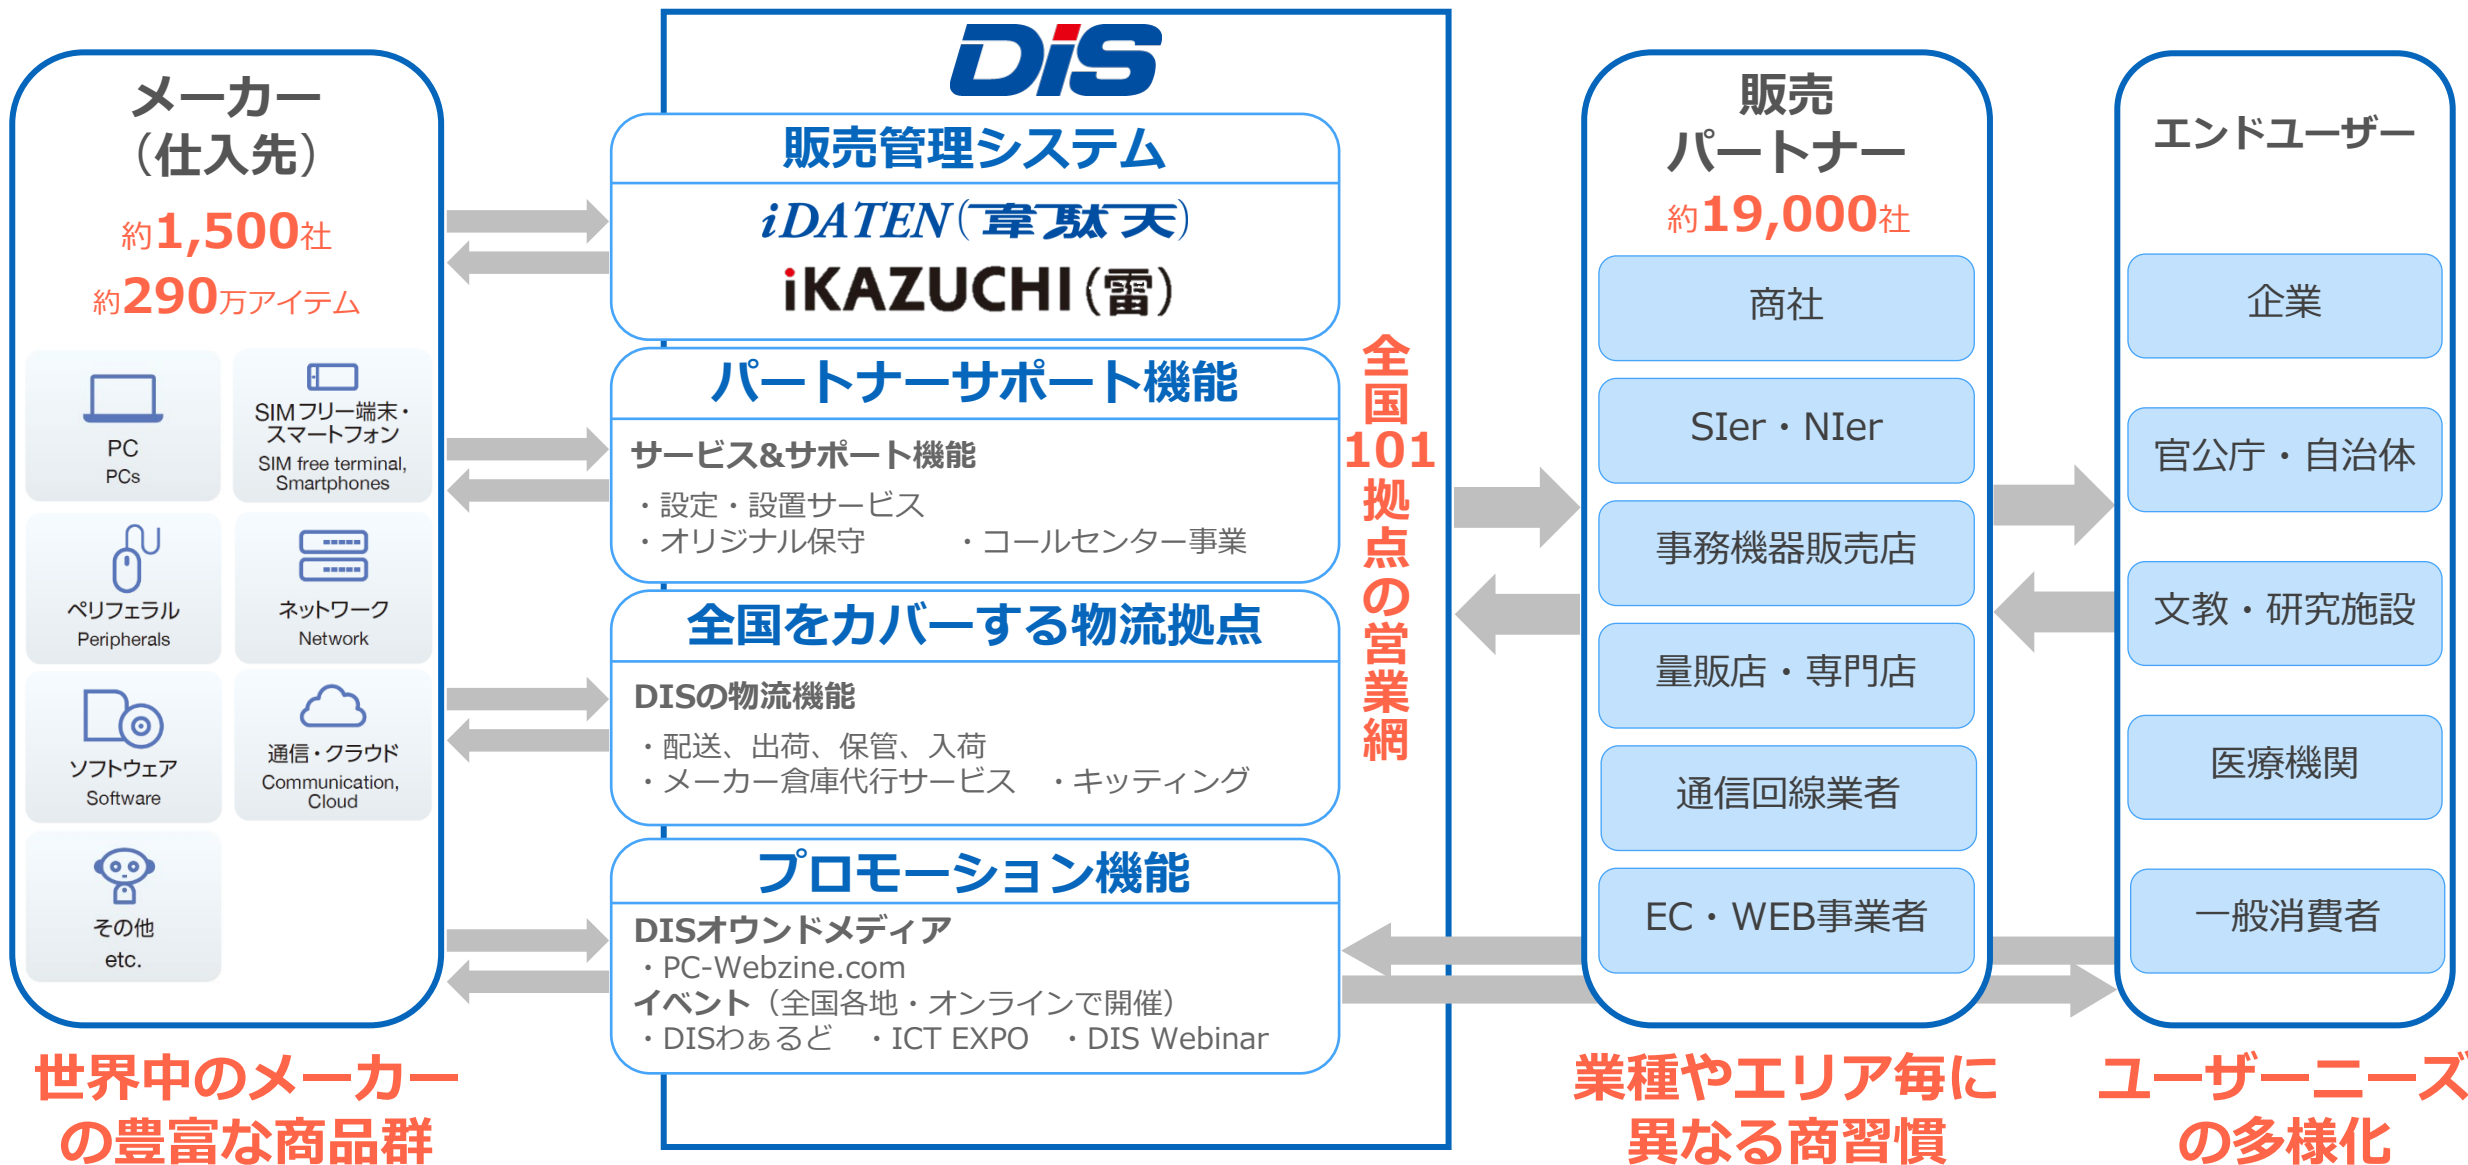 メーカー
（仕入先）
約1,500社
約290万アイテム
PC
PCs
SIMフリー端末・
スマートフォン
SIM free terminal,
Smartphones
ペリフェラル
Peripherals
ネットワーク
Network
ソフトウェア
Software
通信・クラウド
Communication,
Cloud
その他
etc.
世界中のメーカー
の豊富な商品群
DiS
販売管理システム
iDATEN(韋駄天)
iKAZUCHI(雷)
パートナーサポート機能
サービス&サポート機能
・設定・設置サービス
・オリジナル保守　・コールセンター事業
全国をカバーする物流拠点
DISの物流機能
・配送、出荷、保管、入荷
・メーカー倉庫代行サービス　・キッティング
プロモーション機能
DISオウンドメディア
・PC-Webzine.com
イベント（全国各地・オンラインで開催）
・DISわぁるど　・ICT EXPO　・DIS Webinar
全国101拠点の営業網
販売
パートナー
約19,000社
商社
SIer・NIer
事務機器販売店
量販店・専門店
通信回線業者
EC・WEB事業者
業種やエリア毎に
異なる商習慣
エンドユーザー
企業
官公庁・自治体
文教・研究施設
医療機関
一般消費者
ユーザーニーズ
の多様化